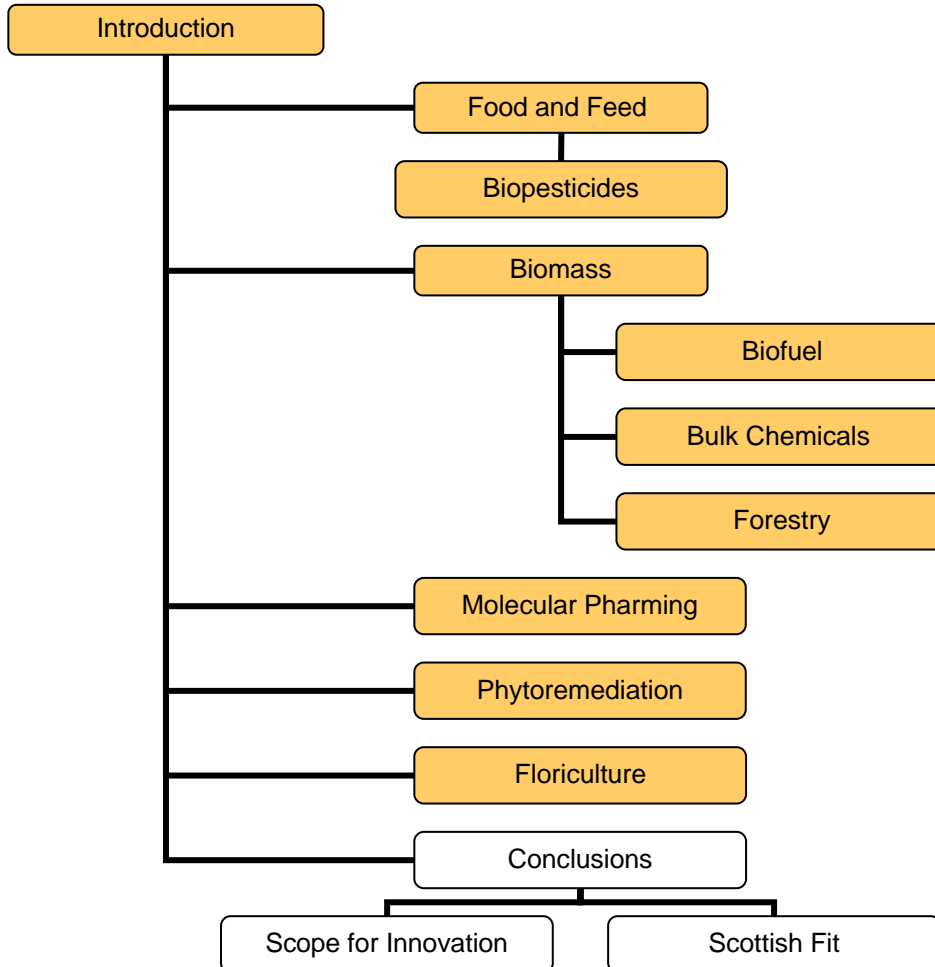 Introduction
Food and Feed
Biopesticides
Biomass
Biofuel
Bulk Chemicals
Forestry
Molecular Pharming
Phytoremediation
Floriculture
Conclusions
Scope for Innovation
Scottish Fit